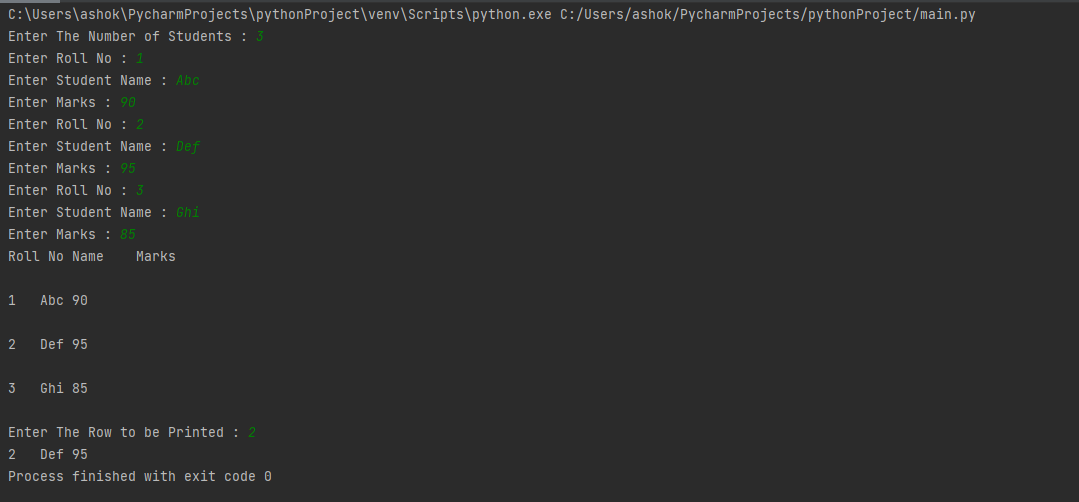 C:\Users\ashok\PycharmProjects\pythonProject\venv\Scripts\python.exe C:/Users/ashok/PycharmProjects/pythonProject/main.py
Enter The Number of Students : 3
Enter Roll No : 1
Enter Student Name : Abc
Enter Marks : 90
Enter Roll No : 2
Enter Student Name : Def
Enter Marks : 95
Enter Roll No : 3
Enter Student Name : Ghi
Enter Marks : 85
Roll No Name    Marks
1   Abc 90
2   Def 95
3   Ghi 85
Enter The Row to be Printed : 2
2   Def 95
Process finished with exit code 0